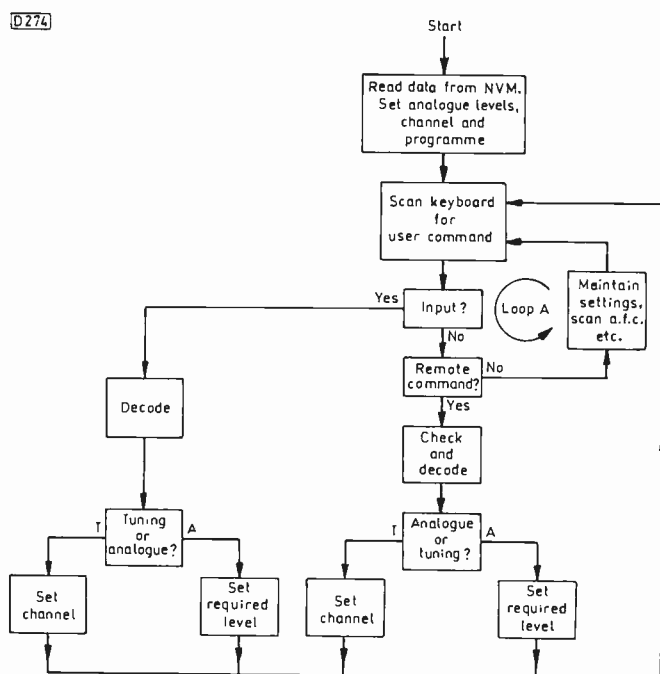 D274
Start
Read data from NVM.
Set analogue levels,
channel and
programme
Scan keyboard
for
user command
Maintain
settings,
scan a.f.c.
etc.
Loop A
Yes
Input?
No
Remote
command?
No
Yes
Decode
Check
and
decode
T
Tuning
or
analogue?
A
T
Analogue
or
tuning?
A
Set
channel
Set
required
level
Set
channel
Set
required
level